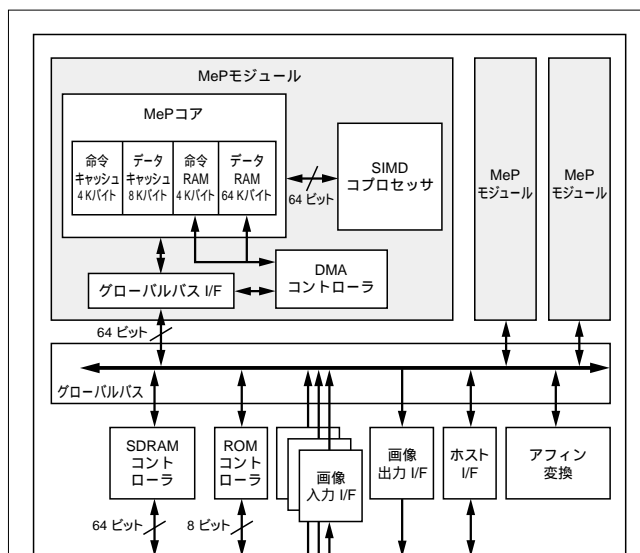 MePモジュール
MePコア
命令
キャッシュ
4 Kバイト
データ
キャッシュ
8 Kバイト
命令
RAM
4 Kバイト
データ
RAM
64 Kバイト
64 ビット
SIMD
コプロセッサ
MeP
モジュール
MeP
モジュール
グローバルバス I/F
DMA
コントローラ
64 ビット
グローバルバス
SDRAM
コント
ローラ
ROM
コント
ローラ
画像
入力 I/F
画像
出力 I/F
ホスト
I/F
アフィン
変換
64 ビット
8 ビット